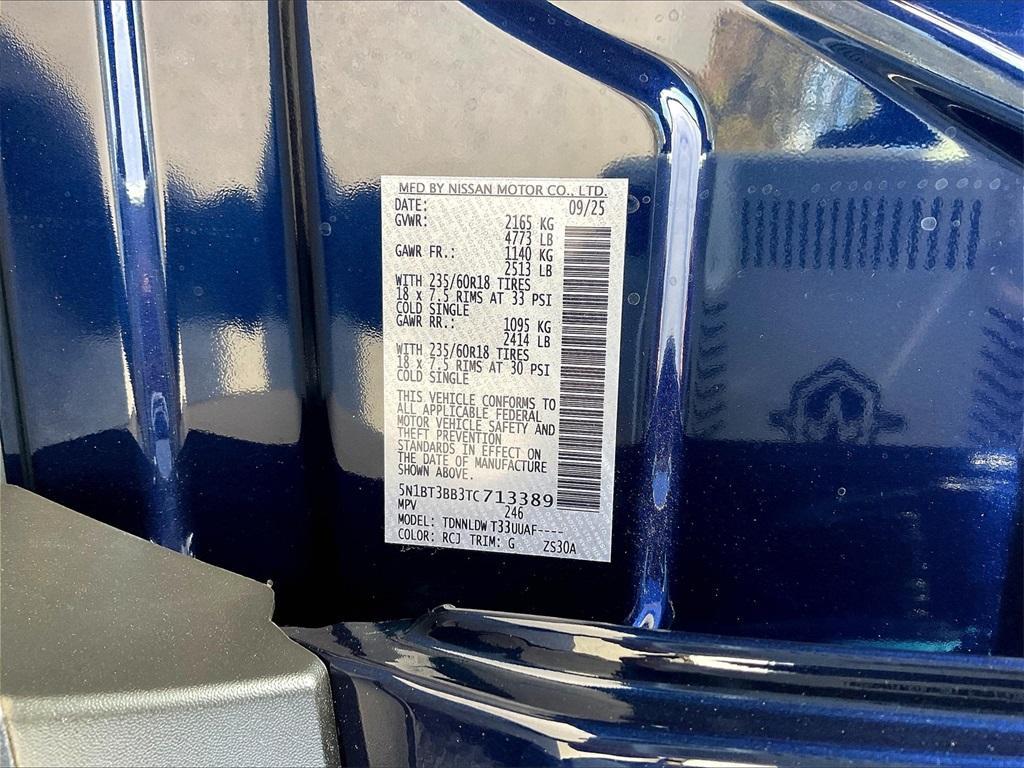 MFD BY NISSAN MOTOR CO., LTD.
DATE: 09/25
GVWR: 2165 KG
4773 LB
GAWR FR.: 1140 KG
2513 LB
WITH 235/60R18 TIRES
18 x 7.5 RIMS AT 33 PSI
COLD SINGLE
GAWR RR.: 1095 KG
2414 LB
WITH 235/60R18 TIRES
18 x 7.5 RIMS AT 30 PSI
COLD SINGLE
THIS VEHICLE CONFORMS TO
ALL APPLICABLE FEDERAL
MOTOR VEHICLE SAFETY AND
THEFT PREVENTION
STANDARDS IN EFFECT ON
THE DATE OF MANUFACTURE
SHOWN ABOVE.
5N1BT3BB3TC713389
MPV 246
MODEL: TDNNLDW T33UUAF----
COLOR: RCJ TRIM: G ZS30A